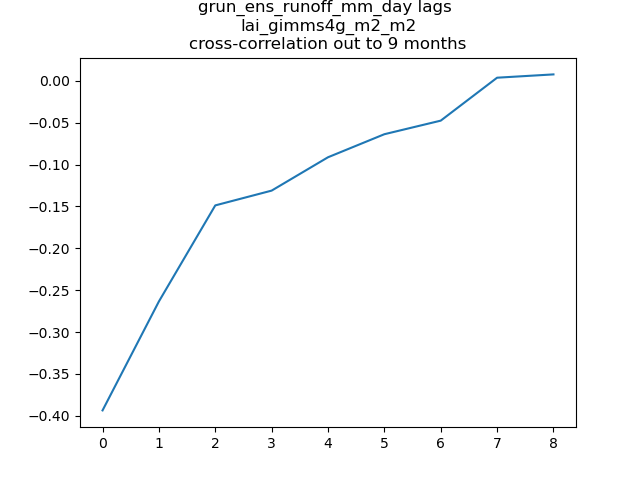 grun_ens_runoff_mm_day lags
lai_gimms4g_m2_m2
cross-correlation out to 9 months
0.00
−0.05
−0.10
−0.15
−0.20
−0.25
−0.30
−0.35
−0.40
0 1 2 3 4 5 6 7 8